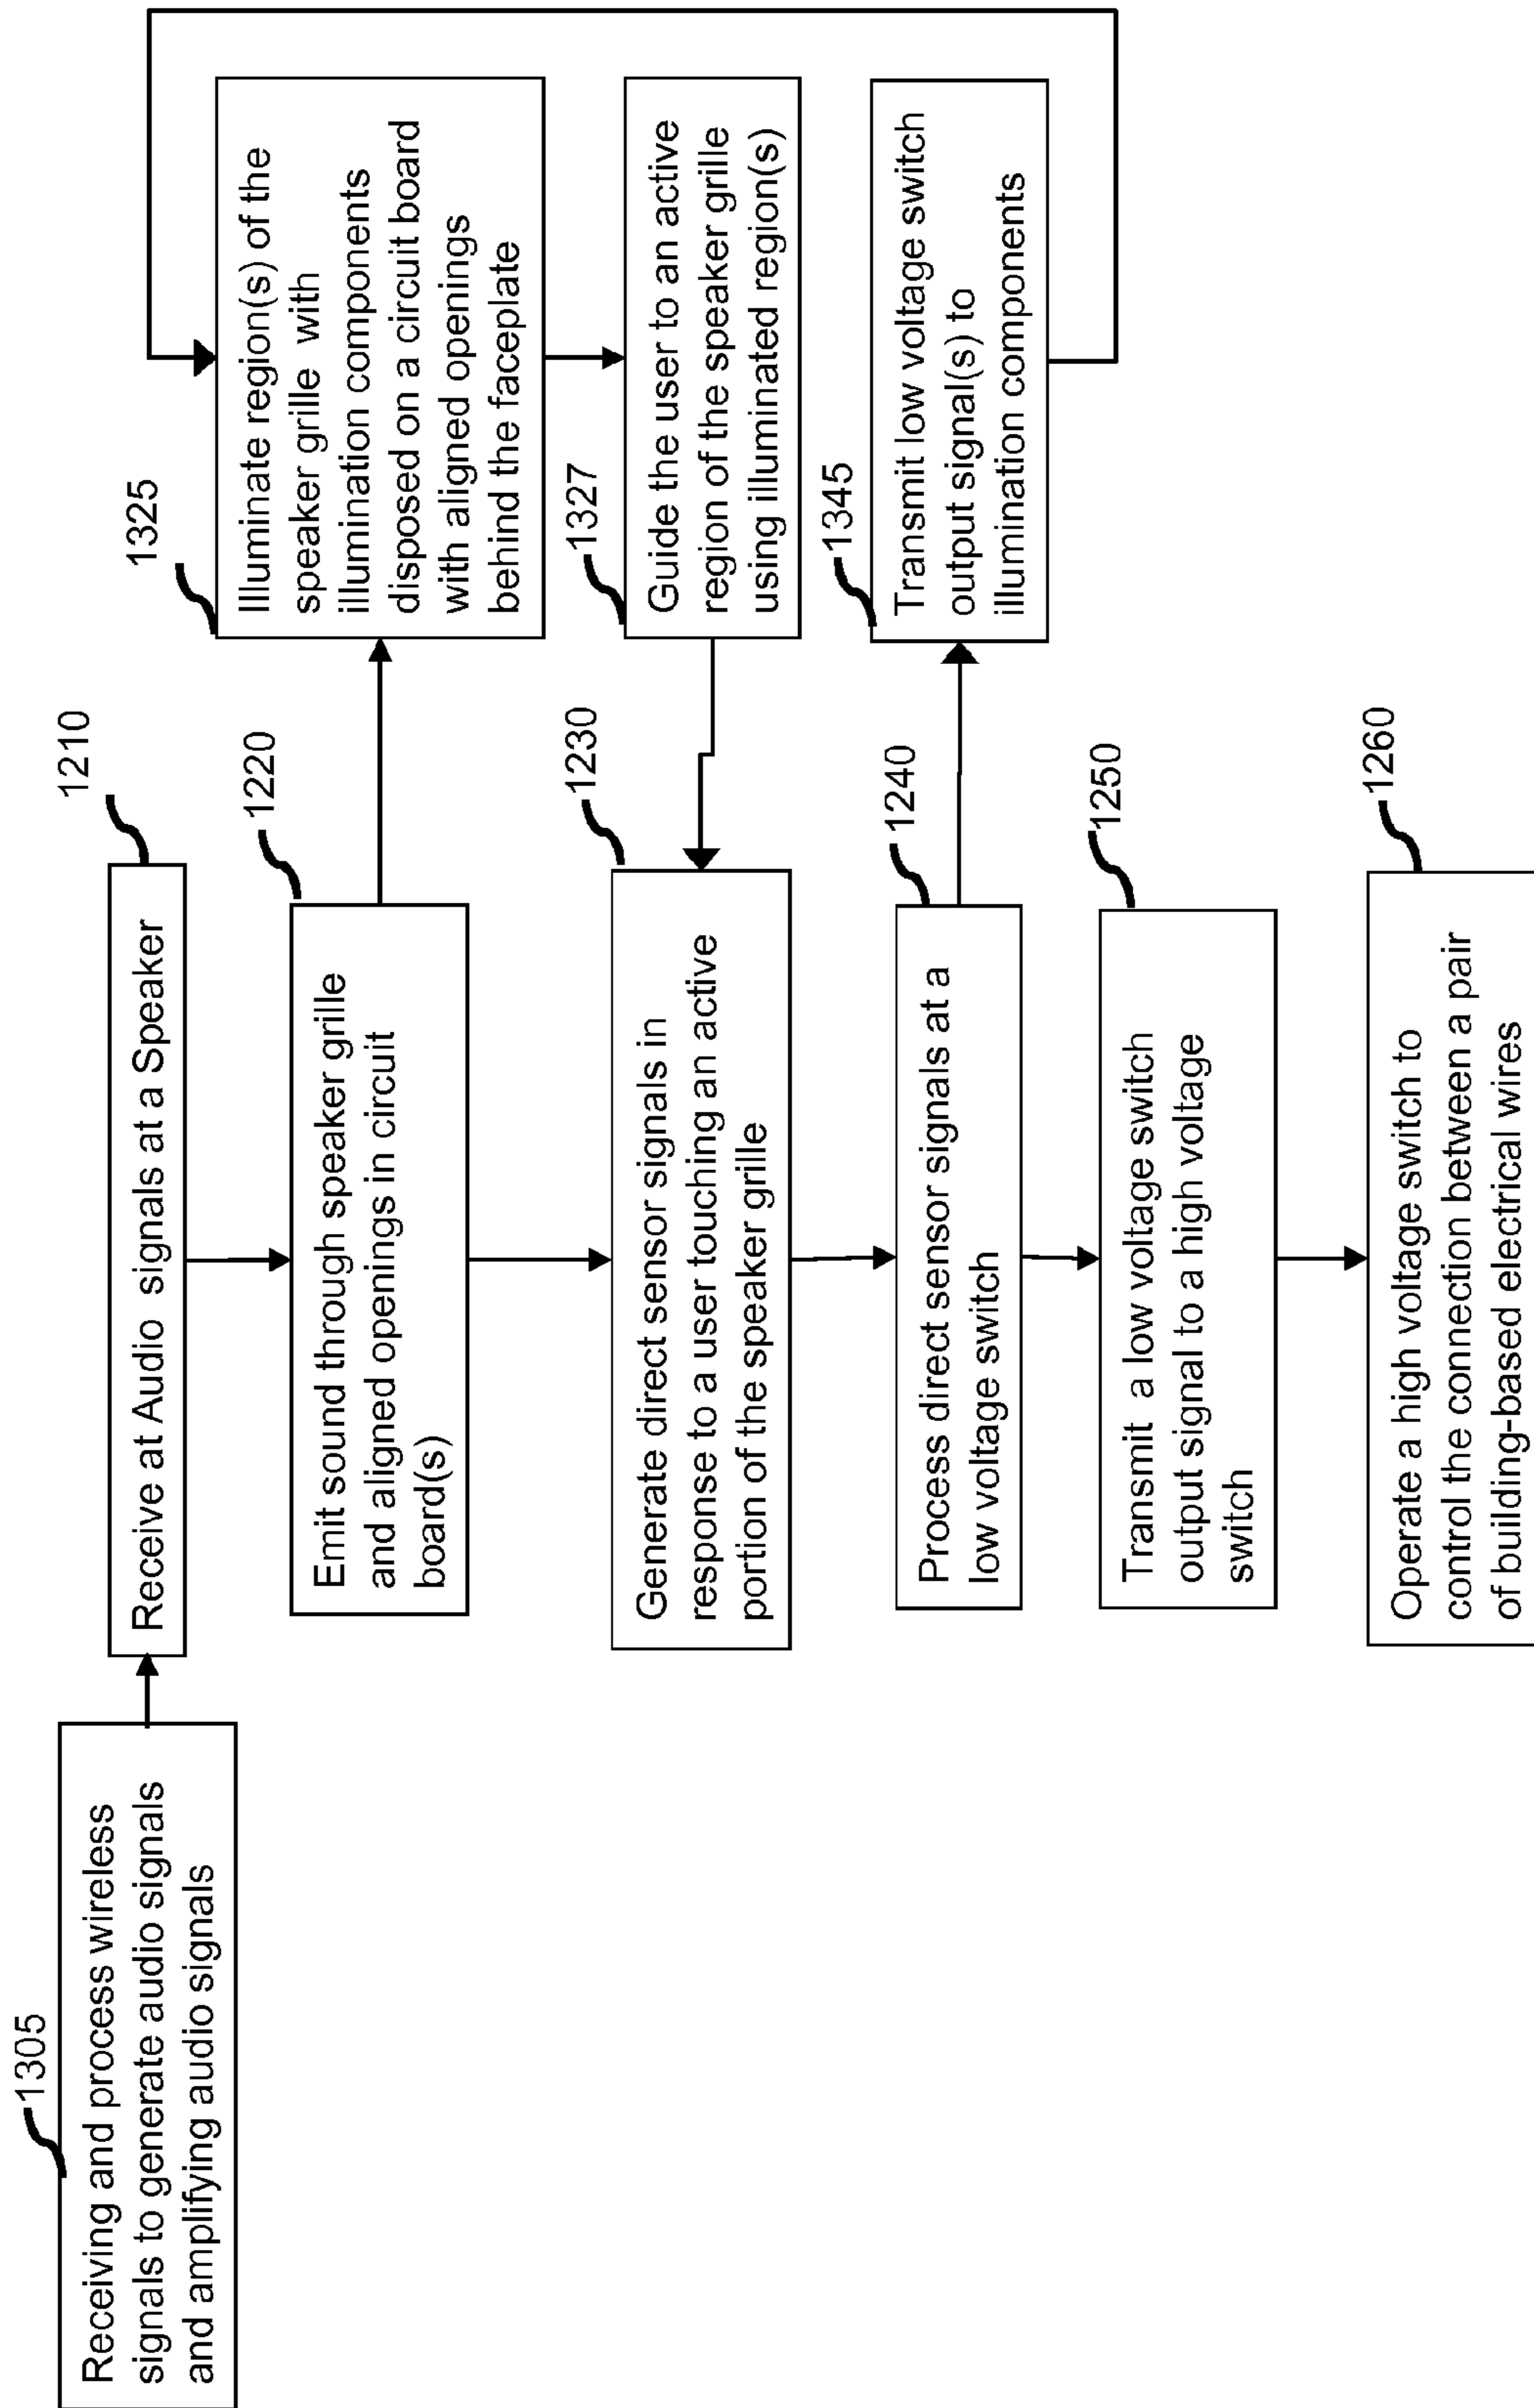 1305
Receiving and process wireless
signals to generate audio signals
and amplifying audio signals
1210
Receive at Audio signals at a Speaker
1220
Emit sound through speaker grille
and aligned openings in circuit
board(s)
1325
Illuminate region(s) of the
speaker grille with
illumination components
disposed on a circuit board
with aligned openings
behind the faceplate
1327
Guide the user to an active
region of the speaker grille
using illuminated region(s)
1230
Generate direct sensor signals in
response to a user touching an active
portion of the speaker grille
1240
Process direct sensor signals at a
low voltage switch
1345
Transmit low voltage switch
output signal(s) to
illumination components
1250
Transmit a low voltage switch
output signal to a high voltage
switch
1260
Operate a high voltage switch to
control the connection between a pair
of building-based electrical wires